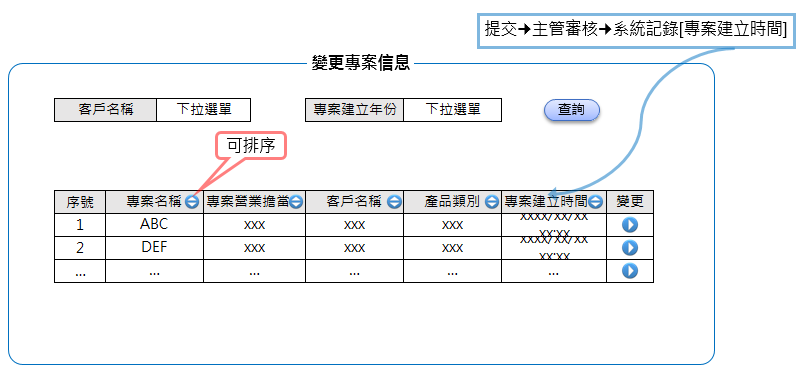 提交→主管審核→系統記錄[專案建立時間]
變更專案信息
客戶名稱 下拉選單 專案建立年份 下拉選單 查詢
可排序
序號 專案名稱 專案營業擔當 客戶名稱 產品類別 專案建立時間 變更
1 ABC xxx xxx xxx xxxx/xx/xx
xx:xx
2 DEF xxx xxx xxx xxxx/xx/xx
xx:xx
... ... ... ... ... ...